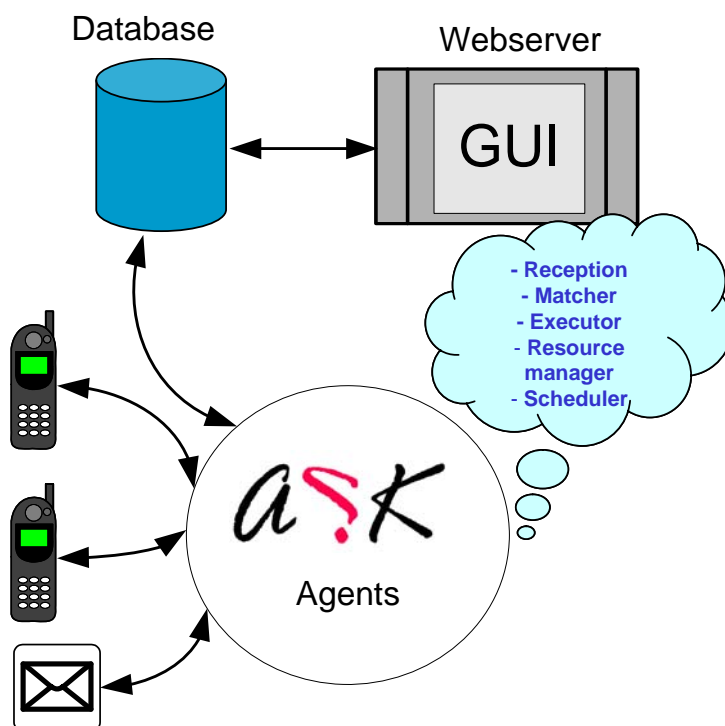 Database
Webserver
GUI
- Reception
- Matcher
- Executor
- Resource
manager
- Scheduler
aSK
Agents